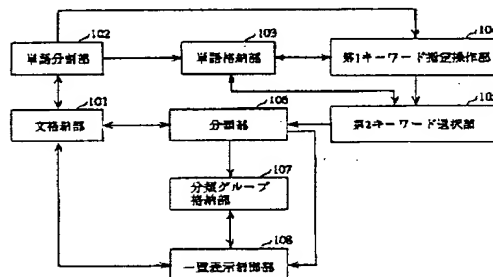 102
単語分割部
103
単語格納部
104
第1キーワード指定操作部
101
文格納部
106
分類部
105
第2キーワード選択部
107
分類グループ
格納部
108
一覧表示制御部